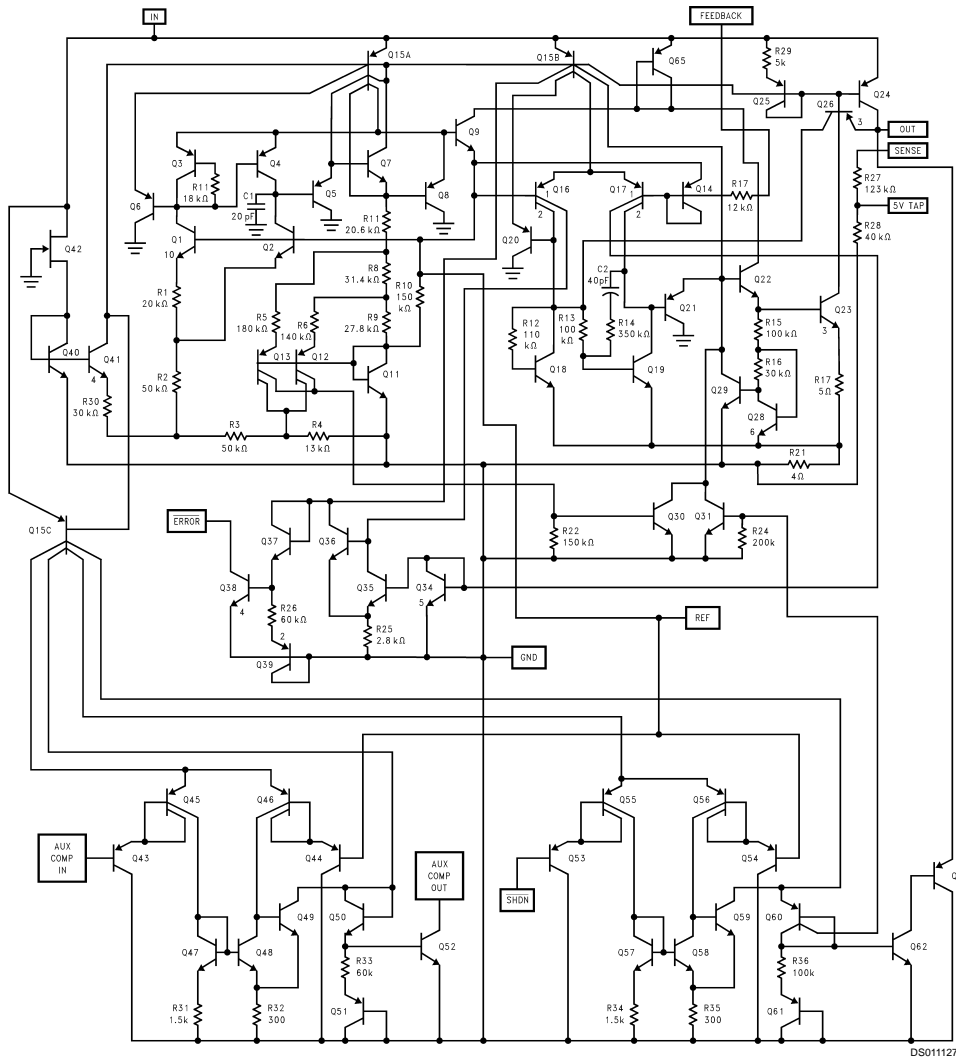 IN
FEEDBACK
Q15A
Q15B
Q65
R29
5k
Q25
Q26
Q24
3
OUT
SENSE
R27
123 kΩ
5V TAP
R28
40 kΩ
Q3
R11
18 kΩ
Q4
C1
20 pF
Q5
Q6
Q7
Q8
Q9
R11
20.6 kΩ
Q1
10
Q2
R1
20 kΩ
R8
31.4 kΩ
R10
150
kΩ
R5
180 kΩ
R6
140 kΩ
R9
27.8 kΩ
Q13
Q12
Q11
R2
50 kΩ
R3
50 kΩ
R4
13 kΩ
Q42
Q40
Q41
4
R30
30 kΩ
Q16
1
2
Q17
1
2
Q14
R17
12 kΩ
Q20
C2
40pF
R12
110
kΩ
R13
100
kΩ
R14
350 kΩ
Q18
Q19
Q21
Q22
Q23
3
R15
100 kΩ
R16
30 kΩ
Q29
Q28
6
R17
5Ω
R21
4Ω
Q15C
ERROR
Q37
Q36
Q38
4
Q35
Q34
5
R26
60 kΩ
2
Q39
R25
2.8 kΩ
R22
150 kΩ
Q30
Q31
R24
200k
REF
GND
Q45
Q46
Q43
Q44
AUX
COMP
IN
AUX
COMP
OUT
Q47
Q48
Q49
Q50
Q52
R31
1.5k
R32
300
R33
60k
Q51
Q55
Q56
Q53
Q54
SHDN
Q57
Q58
Q59
Q60
Q62
R34
1.5k
R35
300
R36
100k
Q61
Q
DS011127